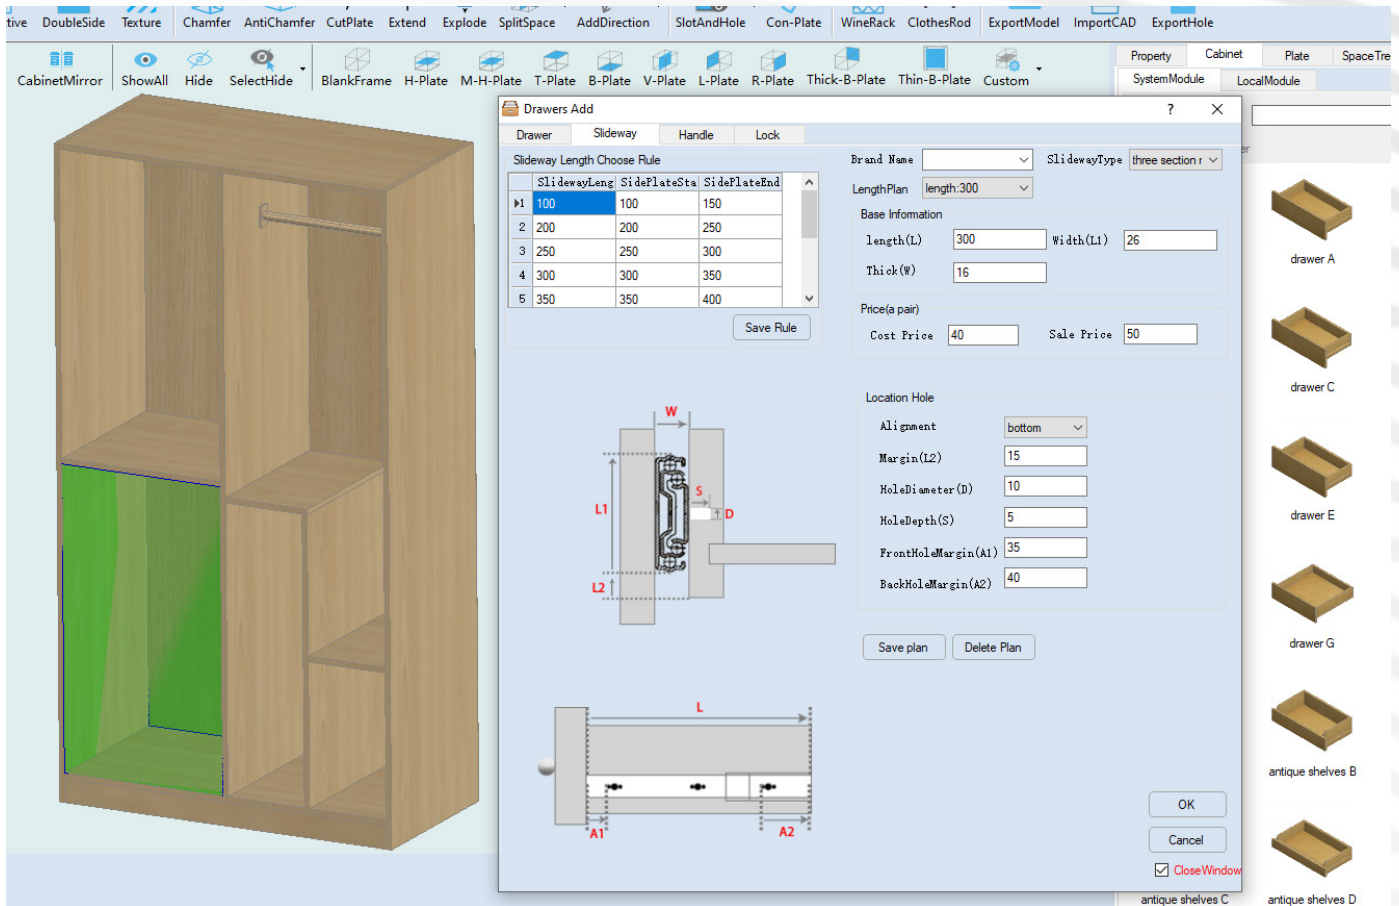 tive DoubleSide Texture Chamfer AntiChamfer CutPlate Extend Explode SplitSpace AddDirection SlotAndHole Con-Plate WineRack ClothesRod ExportModel ImportCAD ExportHole
CabinetMirror ShowAll Hide SelectHide BlankFrame H-Plate M-H-Plate T-Plate B-Plate V-Plate L-Plate R-Plate Thick-B-Plate Thin-B-Plate Custom
Property Cabinet Plate SpaceTre
SystemModule LocalModule
Drawers Add ? X
Drawer Slideway Handle Lock
Slideway Length Choose Rule
SlidewayLeng SidePlateSta SidePlateEnd
1 100 100 150
2 200 200 250
3 250 250 300
4 300 300 350
5 350 350 400
Save Rule
Brand Name SlidewayType three section r
LengthPlan length:300
Base Information
length(L) 300 Width(L1) 26
Thick(W) 16
Price(a pair)
Cost Price 40 Sale Price 50
Location Hole
Alignment bottom
Margin(L2) 15
HoleDiameter(D) 10
HoleDepth(S) 5
FrontHoleMargin(A1) 35
BackHoleMargin(A2) 40
Save plan Delete Plan
W
S
L1
D
L2
L
A1
A2
OK
Cancel
CloseWindow
er
drawer A
drawer C
drawer E
drawer G
antique shelves B
antique shelves C antique shelves D